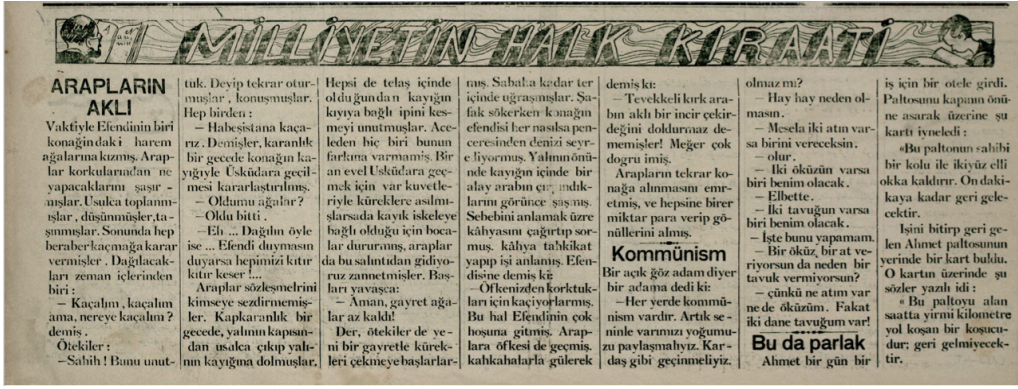 MİLLİYETİN HALK KIRAATİ
ARAPLARIN
AKLI
Vaktiyle Efendinin biri
konağındaki harem
ağalarına kızmış. Arap-
lar korkularından ne
yapacaklarını şaşır -
mışlar. Usulca toplanm-
ışlar , düşünmüşler,ta-
şınmışlar. Sonunda hep
beraber kaçmağa karar
vermişler . Dağılacak-
ları zeman içlerinden
biri :
— Kaçalım , kaçalım
ama, nereye kaçalım ?
demiş .
Ötekiler :
—Sahih ! Bunu unut-
tuk. Deyip tekrar otur-
muşlar , konuşmuşlar.
Hep birden :
— Habeşistana kaça-
rız . Demişler, karanlık
bir gecede konağın ka-
yığıyle Üsküdara geçil-
mesi kararlaştırılmış.
— Oldumu ağalar ?
—Oldu bitti .
—Eh ... Dağılın öyle
ise ... Efendi duymasın
duyarsa hepimizi kıtır
kıtır keser !...
Araplar sözleşmelrini
kimseye sezdirmemiş-
ler. Kapkaranlık bir
gecede, yalının kapısın-
dan usulca çıkıp yalı-
nın kayığına dolmuşlar.
Hepsi de telaş içinde
olduğundan kayığın
kıyıya bağlı ipini kes-
meyi unutmuşlar. Ace-
leden hiç biri bunun
farkına varmamış. Bir
an evel Usküdara geç-
mek için var kuvetle-
riyle küreklere asılmı-
şlarsada kayık iskeleye
bağlı olduğu için boca-
lar dururmış, araplar
da bu salıntıdan gidiyo-
ruz zannetmişler. Baş-
ları yavaşca:
— Aman, gayret ağa-
lar az kaldı!
Der, ötekiler de ye-
ni bir gayretle kürek-
leri çekmeye başlarlar-
mış. Sabaha kadar ter
içinde uğraşmışlar. Şa-
fak sökerken konağın
efendisi her nasılsa pen-
ceresinden denizi seyr-
e liyormuş. Yalının önü-
nde kayığın içinde bir
alay arabın çırpındık-
larını görünce şaşmış.
Sebebini anlamak üzre
kâhyasını çağırtıp sor-
muş. kâhya tahkikat
yapıp işi anlamış. Efen-
disine demiş ki:
—Öfkenizden korktuk-
ları için kaçıyorlarmış.
Bu hal Efendinin çok
hoşuna gitmiş. Arap-
lara öfkesi de geçmiş.
kahkahalarla gülerek
demiş ki:
— Tevekkeli kırk ara-
bın aklı bir incir çekir-
değini doldurmaz de-
memişler! Meğer çok
dogru imiş.
Arapların tekrar ko-
nağa alınmasını emr-
etmiş, ve hepsine birer
miktar para verip gö-
nüllerini almış.
Kommünism
Bir açık göz adam diyer
bir adama dedi ki:
— Her yerde kommü-
nism vardır. Artık se -
ninle varımızı yoğumu-
zu paylaşmalıyız. Kar-
daş gibi geçinmeliyiz.
olmaz mı?
— Hay hay neden ol-
masın.
— Mesela iki atın var-
sa birini vereceksin.
— olur.
— İki öküzün varsa
biri benim olacak.
— Elbette.
— İki tavuğun varsa
biri benim olacak.
— İşte bunu yapamam.
— Bir öküz, bir at ve-
riyorsun da neden bir
tavuk vermiyorsun?
— çünkü ne atım var
ne de öküzüm. Fakat
iki dane tavuğum var!
Bu da parlak
Ahmet bir gün bir
iş için bir otele girdi.
Paltosunu kapının önü-
ne asarak üzerine şu
kartı iyneledi :
«Bu paltonun sahibi
bir kolu ile ikiyüz elli
okka kaldırır. On daki-
kaya kadar geri gele-
cektir.
Işini bitirp geri ge-
len Ahmet paltosunun
yerinde bir kart buldu.
O kartın üzerinde şu
sözler yazılı idi :
« Bu paltoyu alan
saatta yirmi kilometre
yol koşan bir koşucu-
dur; geri gelmiyecek-
tir.